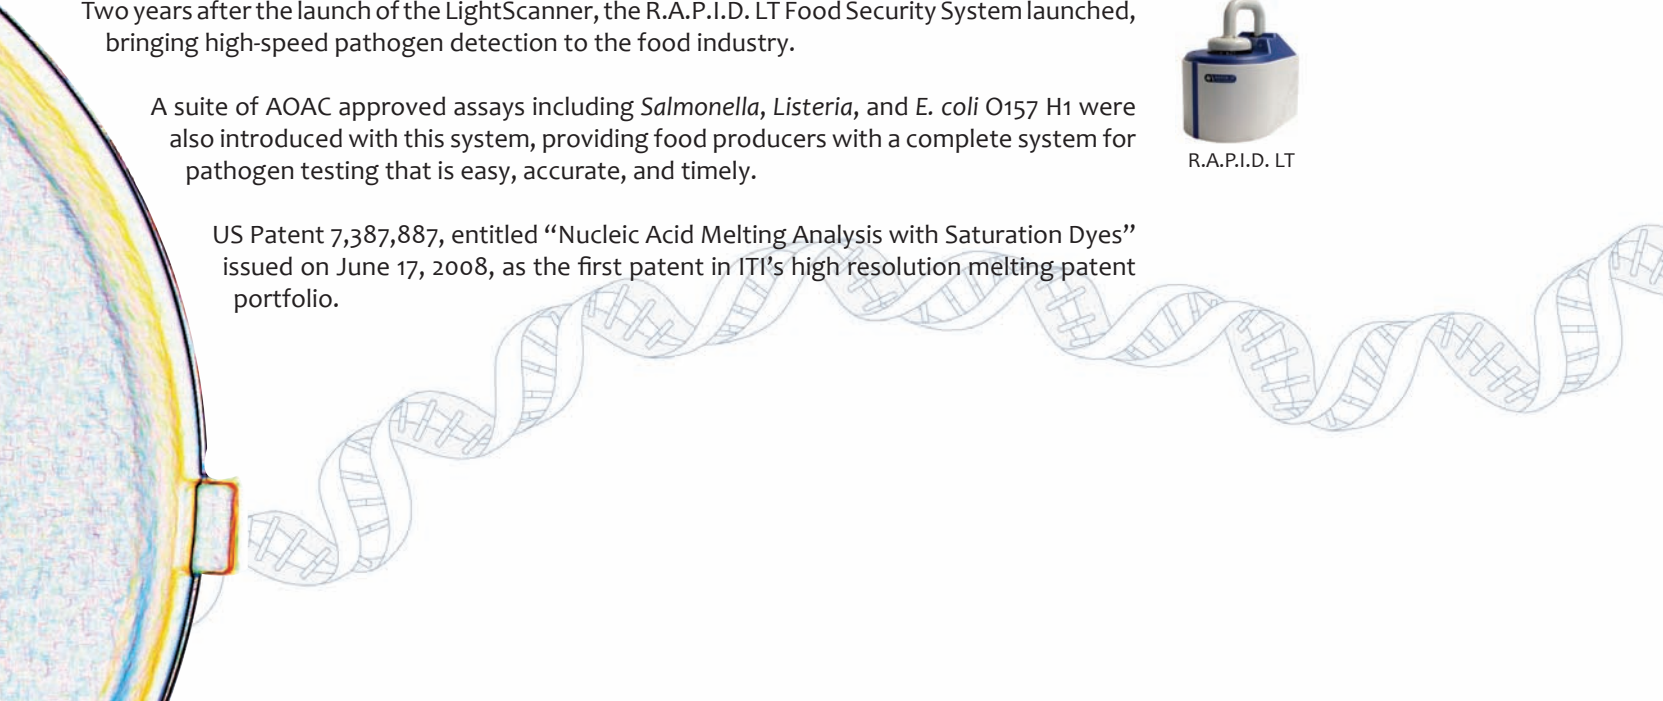 Two years after the launch of the LightScanner, the R.A.P.I.D. LT Food Security System launched,
bringing high-speed pathogen detection to the food industry.
A suite of AOAC approved assays including Salmonella, Listeria, and E. coli O157 H1 were
also introduced with this system, providing food producers with a complete system for
pathogen testing that is easy, accurate, and timely.
R.A.P.I.D. LT
US Patent 7,387,887, entitled “Nucleic Acid Melting Analysis with Saturation Dyes”
issued on June 17, 2008, as the first patent in ITI’s high resolution melting patent
portfolio.